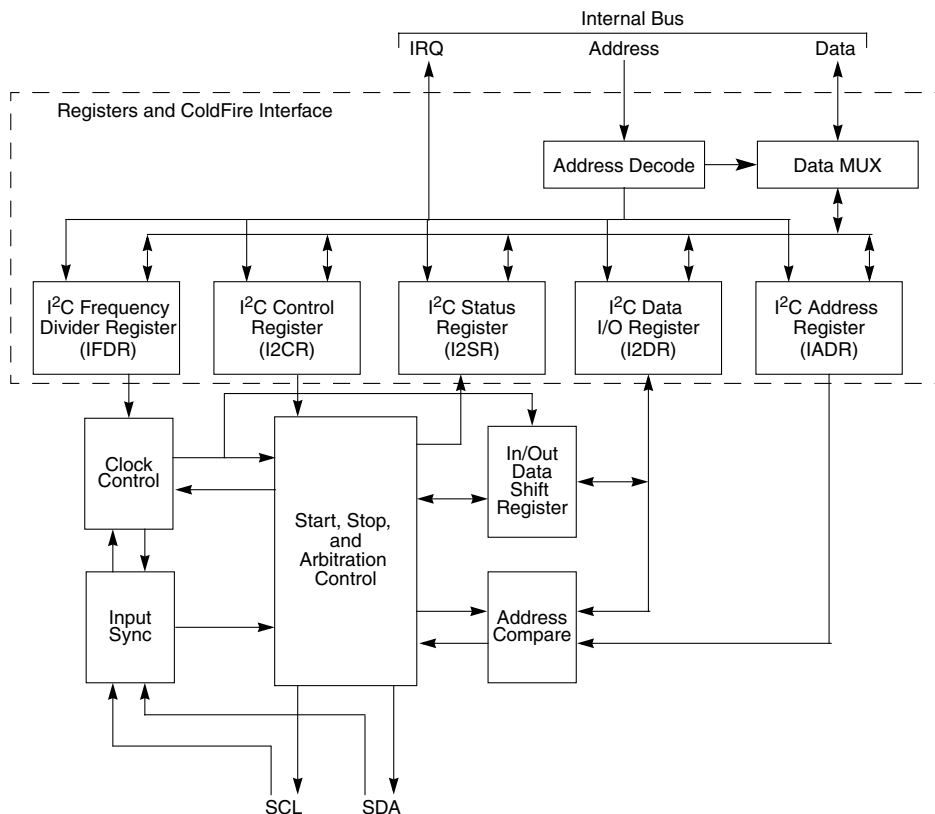 Internal Bus
IRQ Address Data
Registers and ColdFire Interface
Address Decode
Data MUX
I²C Frequency
Divider Register
(IFDR)
I²C Control
Register
(I2CR)
I²C Status
Register
(I2SR)
I²C Data
I/O Register
(I2DR)
I²C Address
Register
(IADR)
Clock
Control
Start, Stop,
and
Arbitration
Control
In/Out
Data
Shift
Register
Input
Sync
Address
Compare
SCL SDA